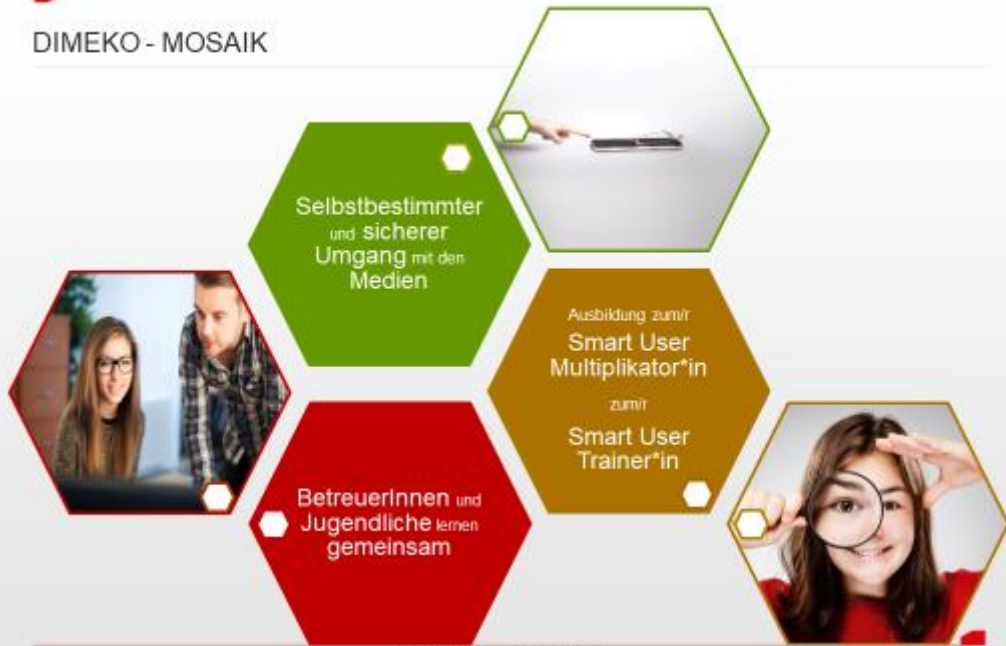 DIMEKO - MOSAIK
Selbstbestimmter
und sicherer
Umgang mit den
Medien
Ausbildung zum/r
Smart User
Multiplikator*in
zum/r
Smart User
Trainer*in
BetreuerInnen und
Jugendliche lernen
gemeinsam